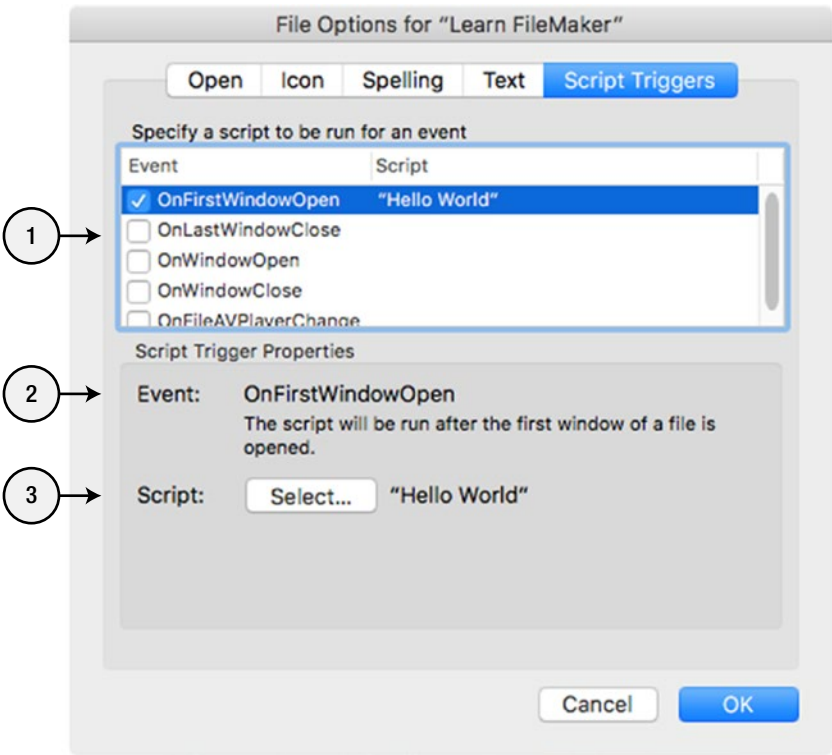 File Options for “Learn FileMaker”
Open Icon Spelling Text Script Triggers
Specify a script to be run for an event
Event Script
OnFirstWindowOpen “Hello World”
1 OnLastWindowClose
OnWindowOpen
OnWindowClose
OnFileAVPlayerChange
Script Trigger Properties
2 Event: OnFirstWindowOpen
The script will be run after the first window of a file is
opened.
3 Script: Select... “Hello World”
Cancel OK